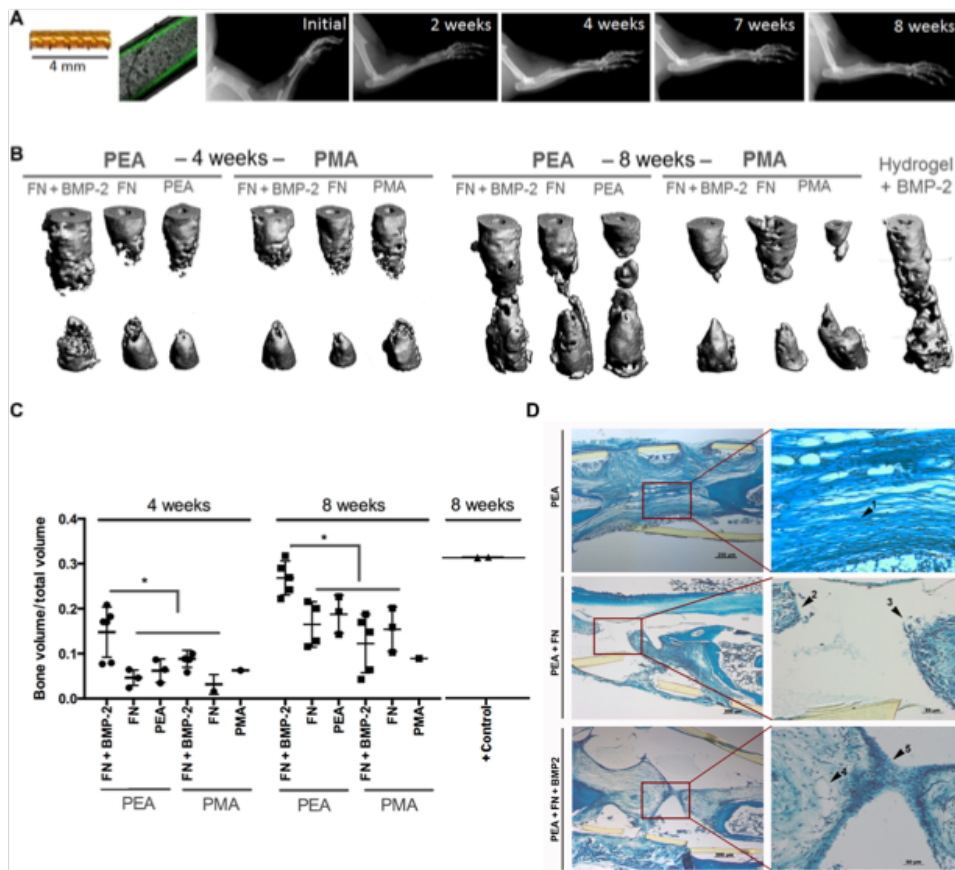 A
4 mm
Initial
2 weeks
4 weeks
7 weeks
8 weeks
B
PEA – 4 weeks – PMA
FN + BMP-2 FN PEA FN + BMP-2 FN PMA
PEA – 8 weeks – PMA
FN + BMP-2 FN PEA FN + BMP-2 FN PMA
Hydrogel
+ BMP-2
C
4 weeks 8 weeks 8 weeks
Bone volume/total volume
0.4
0.3
0.2
0.1
0.0
* *
FN + BMP-2
FN
PEA
FN + BMP-2
FN
PMA
FN + BMP-2
FN
PEA
FN + BMP-2
FN
PMA
+ Control
PEA PMA PEA PMA
D
PEA
1
PEA + FN
2
3
PEA + FN + BMP2
4
5